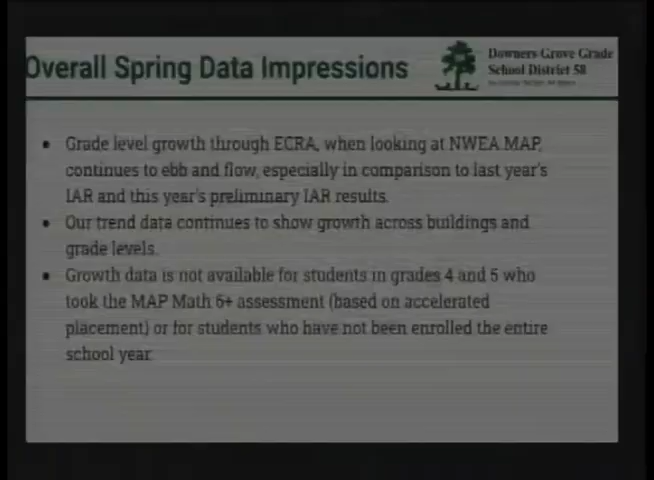 Overall Spring Data Impressions
Downers Grove Grade
School District 58
• Grade level growth through ECRA, when looking at NWEA MAP,
continues to ebb and flow, especially in comparison to last year's
IAR and this year's preliminary IAR results.
• Our trend data continues to show growth across buildings and
grade levels.
• Growth data is not available for students in grades 4 and 5 who
took the MAP Math 6+ assessment (based on accelerated
placement) or for students who have not been enrolled the entire
school year.